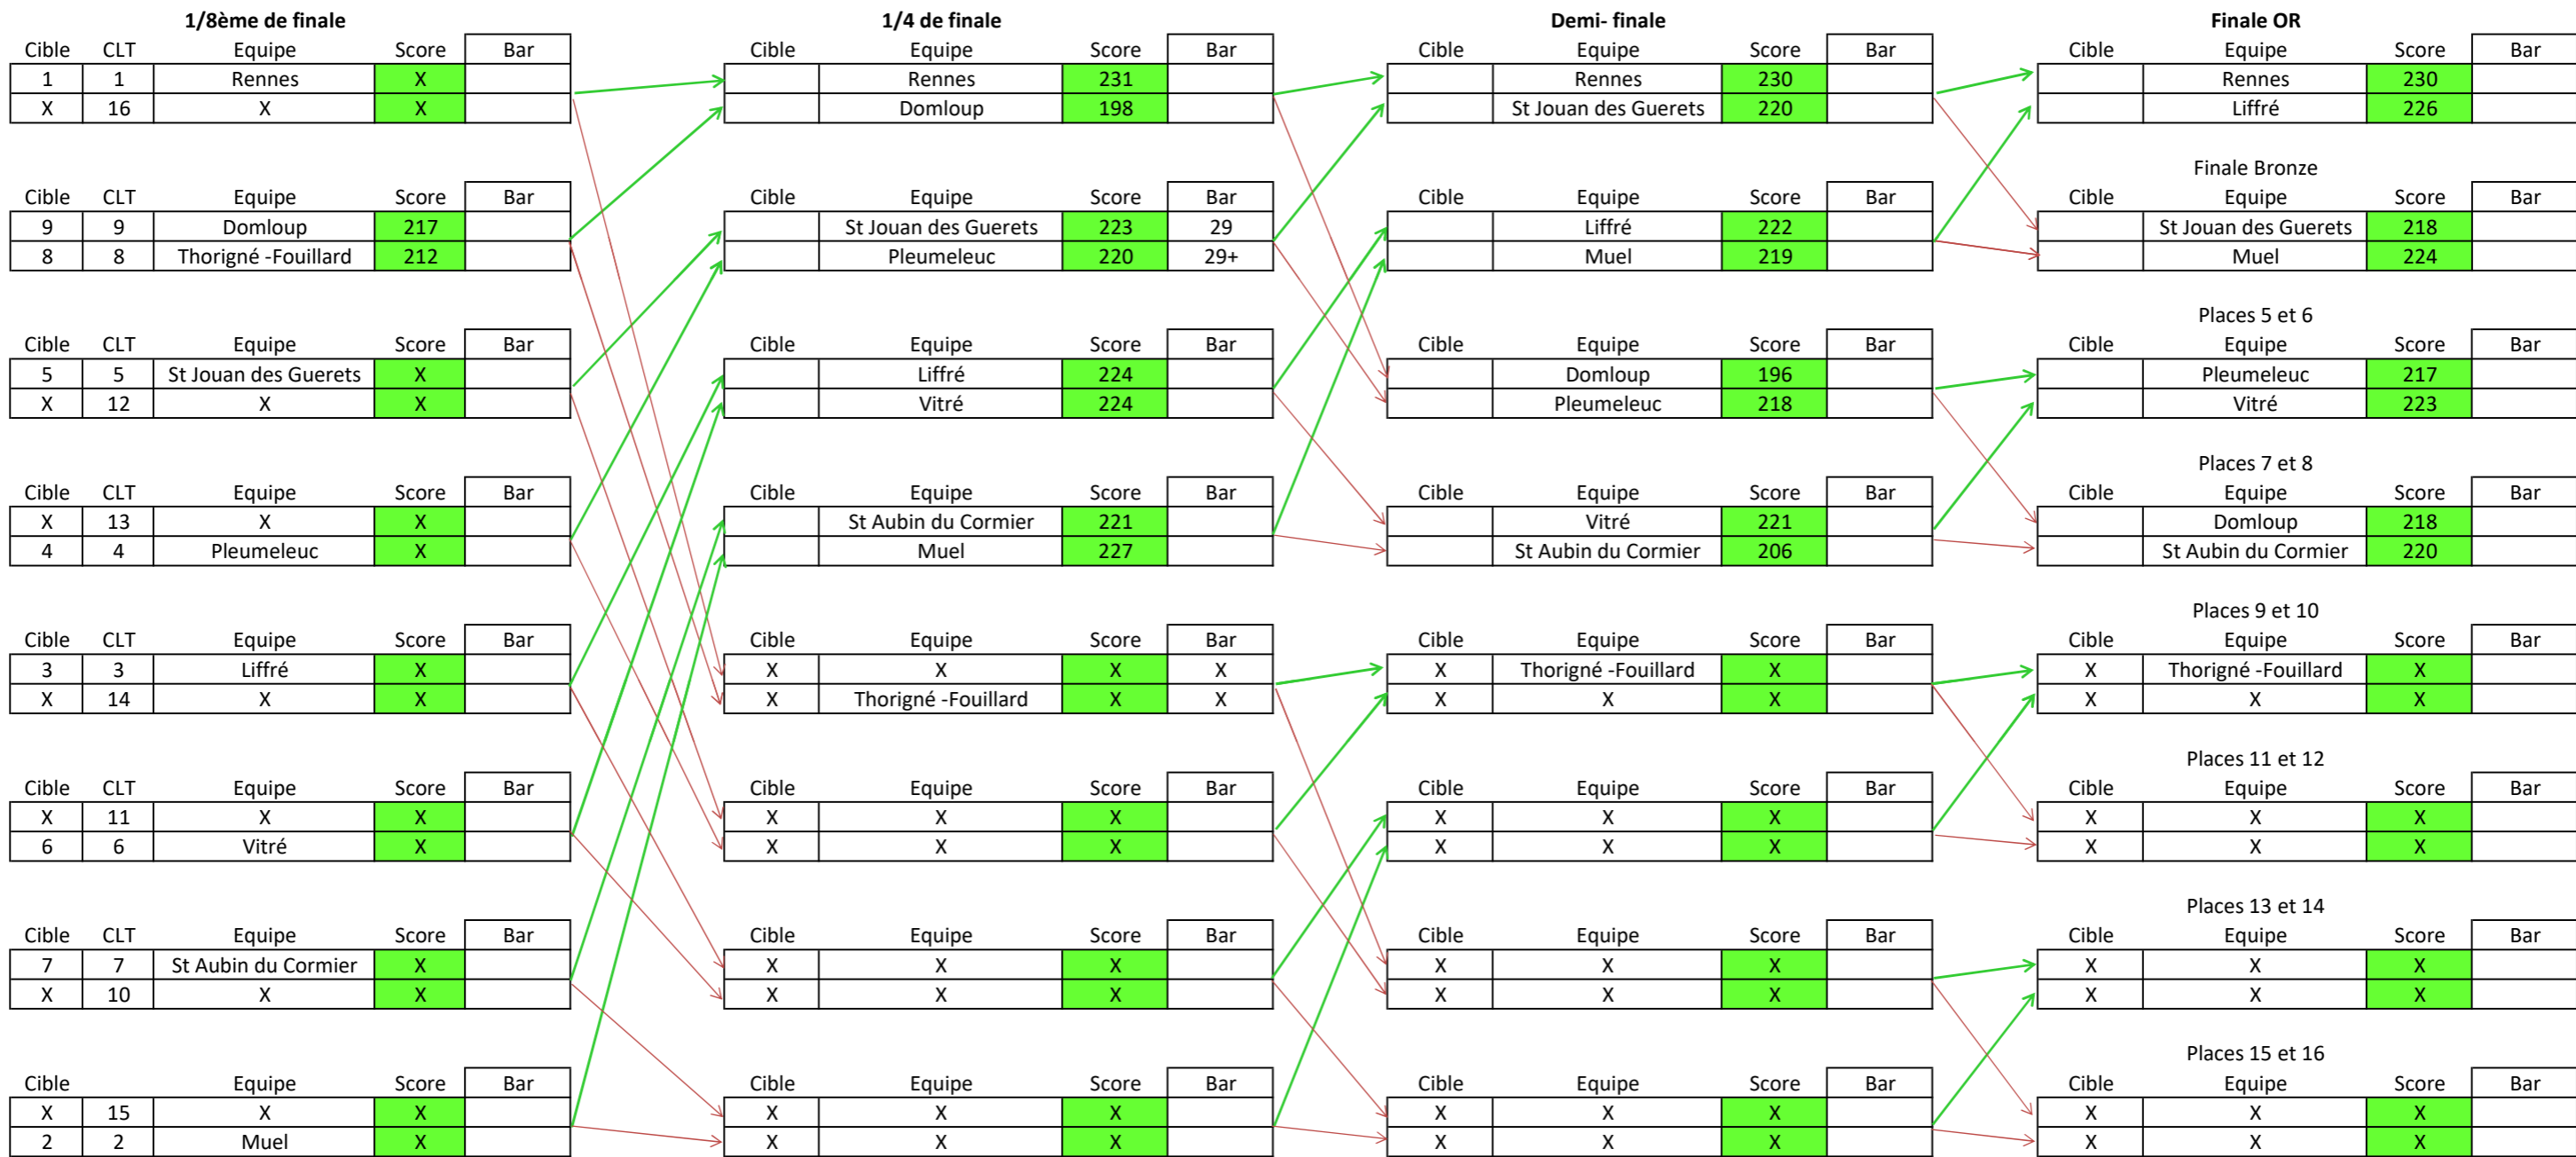 1/8ème de finale 1/4 de finale Demi- finale Finale OR
Cible CLT Equipe Score Bar Cible Equipe Score Bar Cible Equipe Score Bar Cible Equipe Score Bar
1 1 Rennes X Rennes 231 Rennes 230 Rennes 230
X 16 X X Domloup 198 St Jouan des Guerets 220 Liffré 226
Finale Bronze
Cible CLT Equipe Score Bar Cible Equipe Score Bar Cible Equipe Score Bar Cible Equipe Score Bar
9 9 Domloup 217 St Jouan des Guerets 223 29 Liffré 222 St Jouan des Guerets 218
8 8 Thorigné -Fouillard 212 Pleumeleuc 220 29+ Muel 219 Muel 224
Places 5 et 6
Cible CLT Equipe Score Bar Cible Equipe Score Bar Cible Equipe Score Bar Cible Equipe Score Bar
5 5 St Jouan des Guerets X Liffré 224 Domloup 196 Pleumeleuc 217
X 12 X X Vitré 224 Pleumeleuc 218 Vitré 223
Places 7 et 8
Cible CLT Equipe Score Bar Cible Equipe Score Bar Cible Equipe Score Bar Cible Equipe Score Bar
X 13 X X St Aubin du Cormier 221 Vitré 221 Domloup 218
4 4 Pleumeleuc X Muel 227 St Aubin du Cormier 206 St Aubin du Cormier 220
Places 9 et 10
Cible CLT Equipe Score Bar Cible Equipe Score Bar Cible Equipe Score Bar Cible Equipe Score Bar
3 3 Liffré X X X X X X Thorigné -Fouillard X X Thorigné -Fouillard X
X 14 X X X Thorigné -Fouillard X X X X X X X X
Places 11 et 12
Cible CLT Equipe Score Bar Cible Equipe Score Bar Cible Equipe Score Bar Cible Equipe Score Bar
X 11 X X X X X X X X X X X
6 6 Vitré X X X X X X X X X X
Places 13 et 14
Cible CLT Equipe Score Bar Cible Equipe Score Bar Cible Equipe Score Bar Cible Equipe Score Bar
7 7 St Aubin du Cormier X X X X X X X X X X
X 10 X X X X X X X X X X X
Places 15 et 16
Cible Equipe Score Bar Cible Equipe Score Bar Cible Equipe Score Bar Cible Equipe Score Bar
X 15 X X X X X X X X X X X
2 2 Muel X X X X X X X X X X